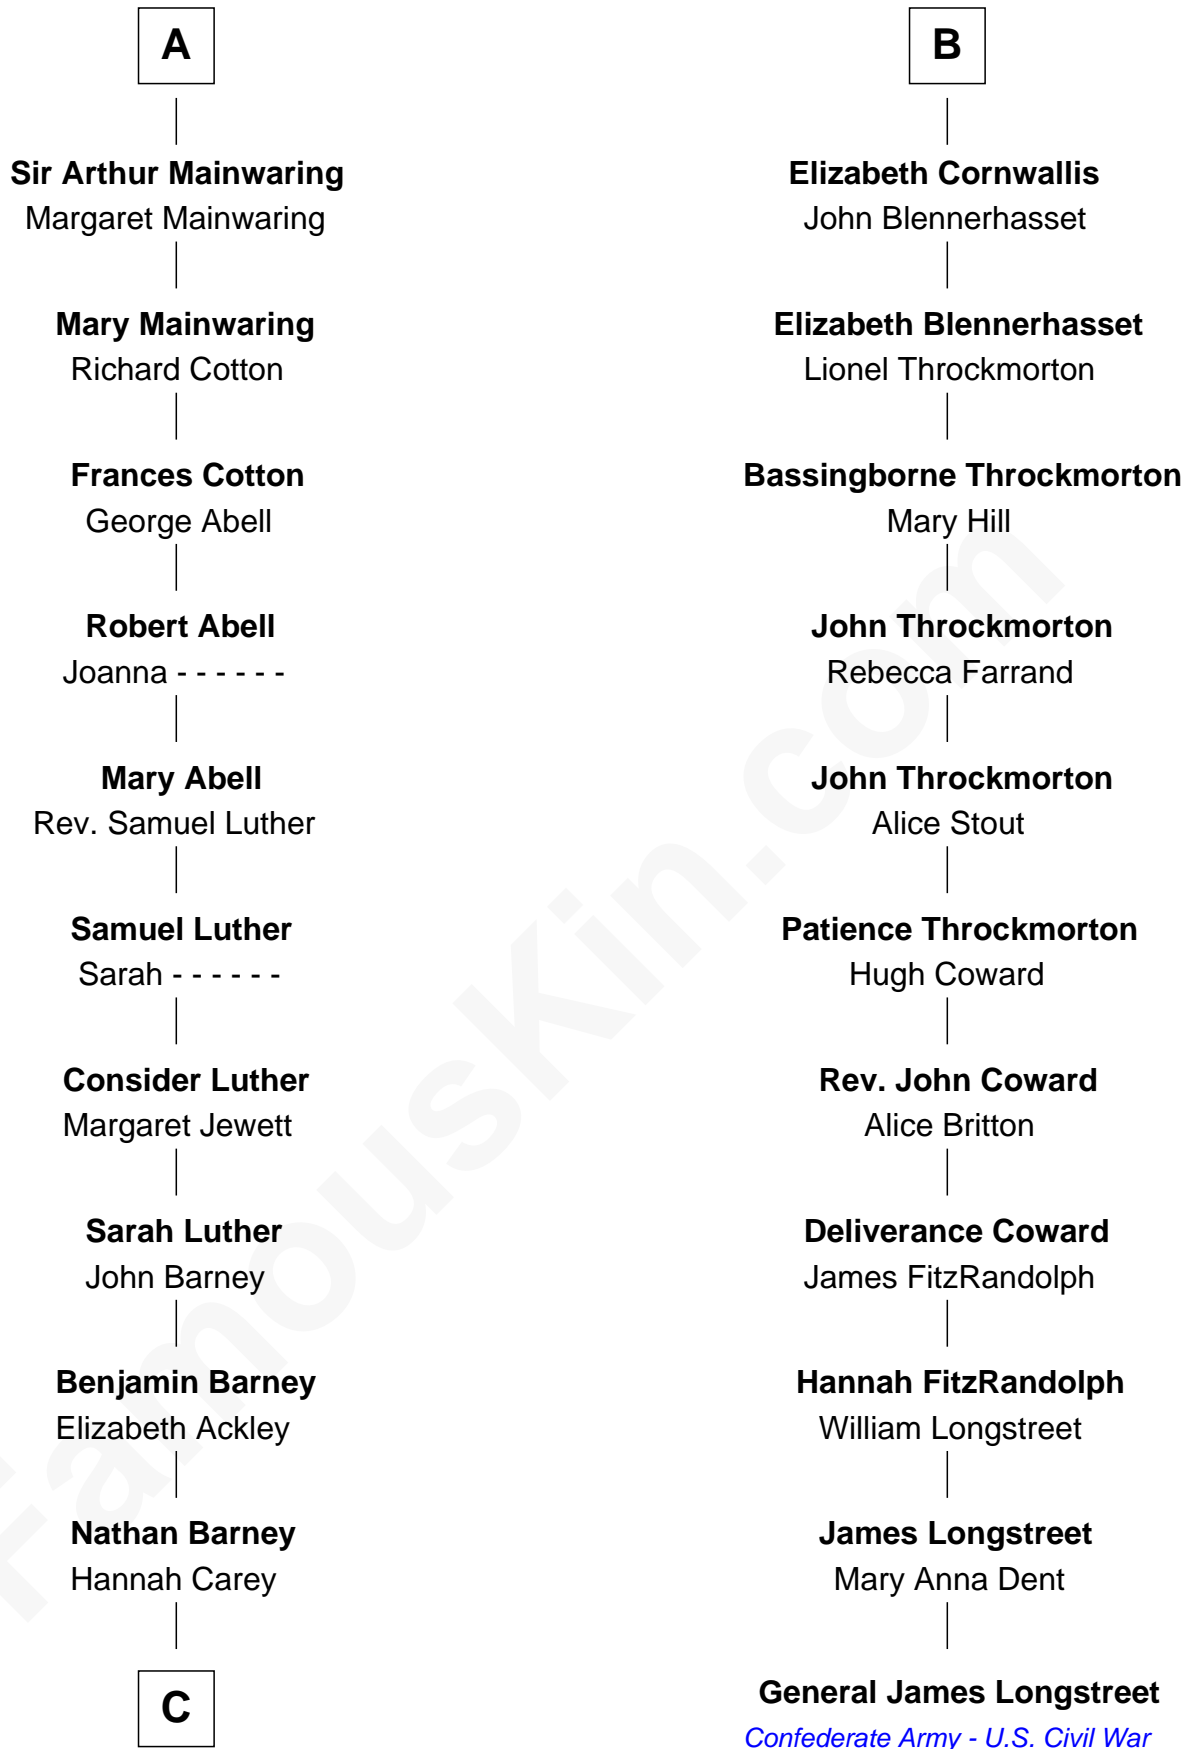 A
Sir Arthur Mainwaring
Margaret Mainwaring
Mary Mainwaring
Richard Cotton
Frances Cotton
George Abell
Robert Abell
Joanna - - - - - -
Mary Abell
Rev. Samuel Luther
Samuel Luther
Sarah - - - - - -
Consider Luther
Margaret Jewett
Sarah Luther
John Barney
Benjamin Barney
Elizabeth Ackley
Nathan Barney
Hannah Carey
C
B
Elizabeth Cornwallis
John Blennerhasset
Elizabeth Blennerhasset
Lionel Throckmorton
Bassingborne Throckmorton
Mary Hill
John Throckmorton
Rebecca Farrand
John Throckmorton
Alice Stout
Patience Throckmorton
Hugh Coward
Rev. John Coward
Alice Britton
Deliverance Coward
James FitzRandolph
Hannah FitzRandolph
William Longstreet
James Longstreet
Mary Anna Dent
General James Longstreet
Confederate Army - U.S. Civil War
FamousKin.com